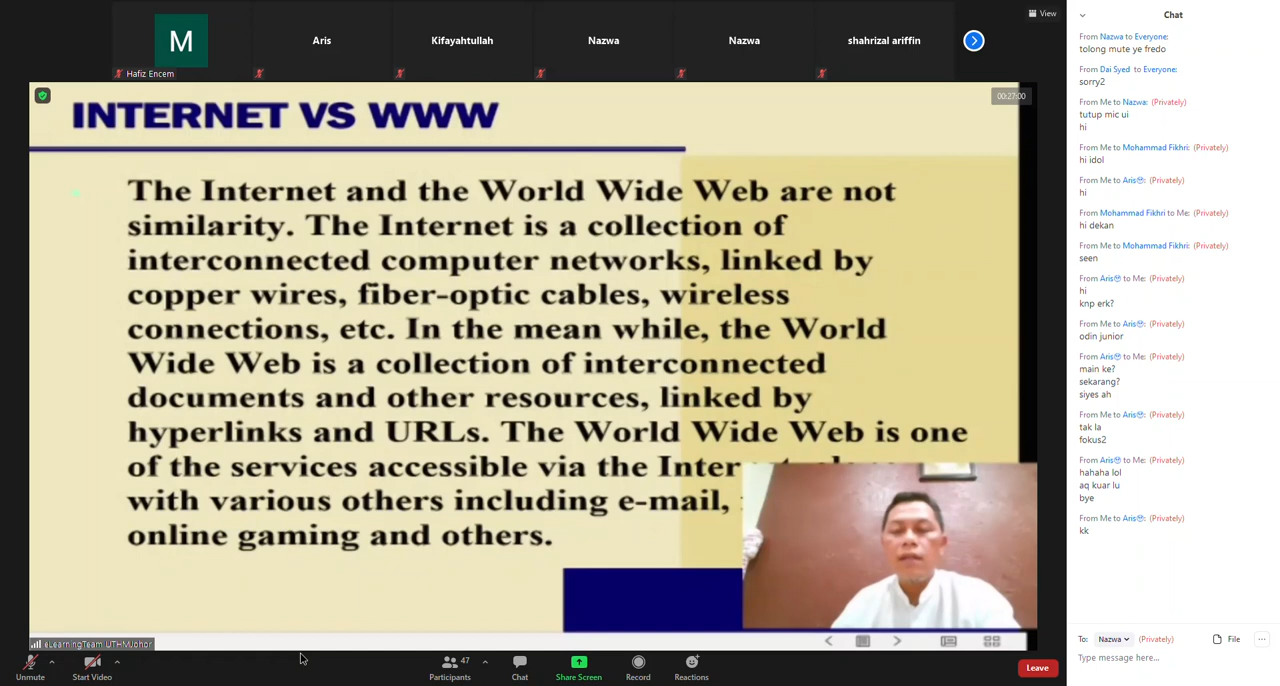 View
Chat
M
Aris
Kifayahtullah
Nazwa
Nazwa
shahrizal ariffin
Hafiz Encem
00:27:00
INTERNET VS WWW
The Internet and the World Wide Web are not
similarity. The Internet is a collection of
interconnected computer networks, linked by
copper wires, fiber-optic cables, wireless
connections, etc. In the mean while, the World
Wide Web is a collection of interconnected
documents and other resources, linked by
hyperlinks and URLs. The World Wide Web is one
of the services accessible via the
with various others including e-mail,
online gaming and others.
eLearningTeam UTHMJohor
Unmute
Start Video
47
Participants
Chat
Share Screen
Record
Reactions
Leave
From Nazwa to Everyone:
tolong mute ye fredo
From Dai Syed to Everyone:
sorry2
From Me to Nazwa: (Privately)
tutup mic ui
hi
From Me to Mohammad Fikhri: (Privately)
hi idol
From Me to Aris: (Privately)
hi
From Mohammad Fikhri to Me: (Privately)
hi dekan
From Me to Mohammad Fikhri: (Privately)
seen
From Aris to Me: (Privately)
hi
knp erk?
From Me to Aris: (Privately)
odin junior
From Aris to Me: (Privately)
main ke?
sekarang?
siyes ah
From Me to Aris: (Privately)
tak la
fokus2
From Aris to Me: (Privately)
hahaha lol
aq kuar lu
bye
From Me to Aris: (Privately)
kk
To: Nazwa (Privately) File ...
Type message here...